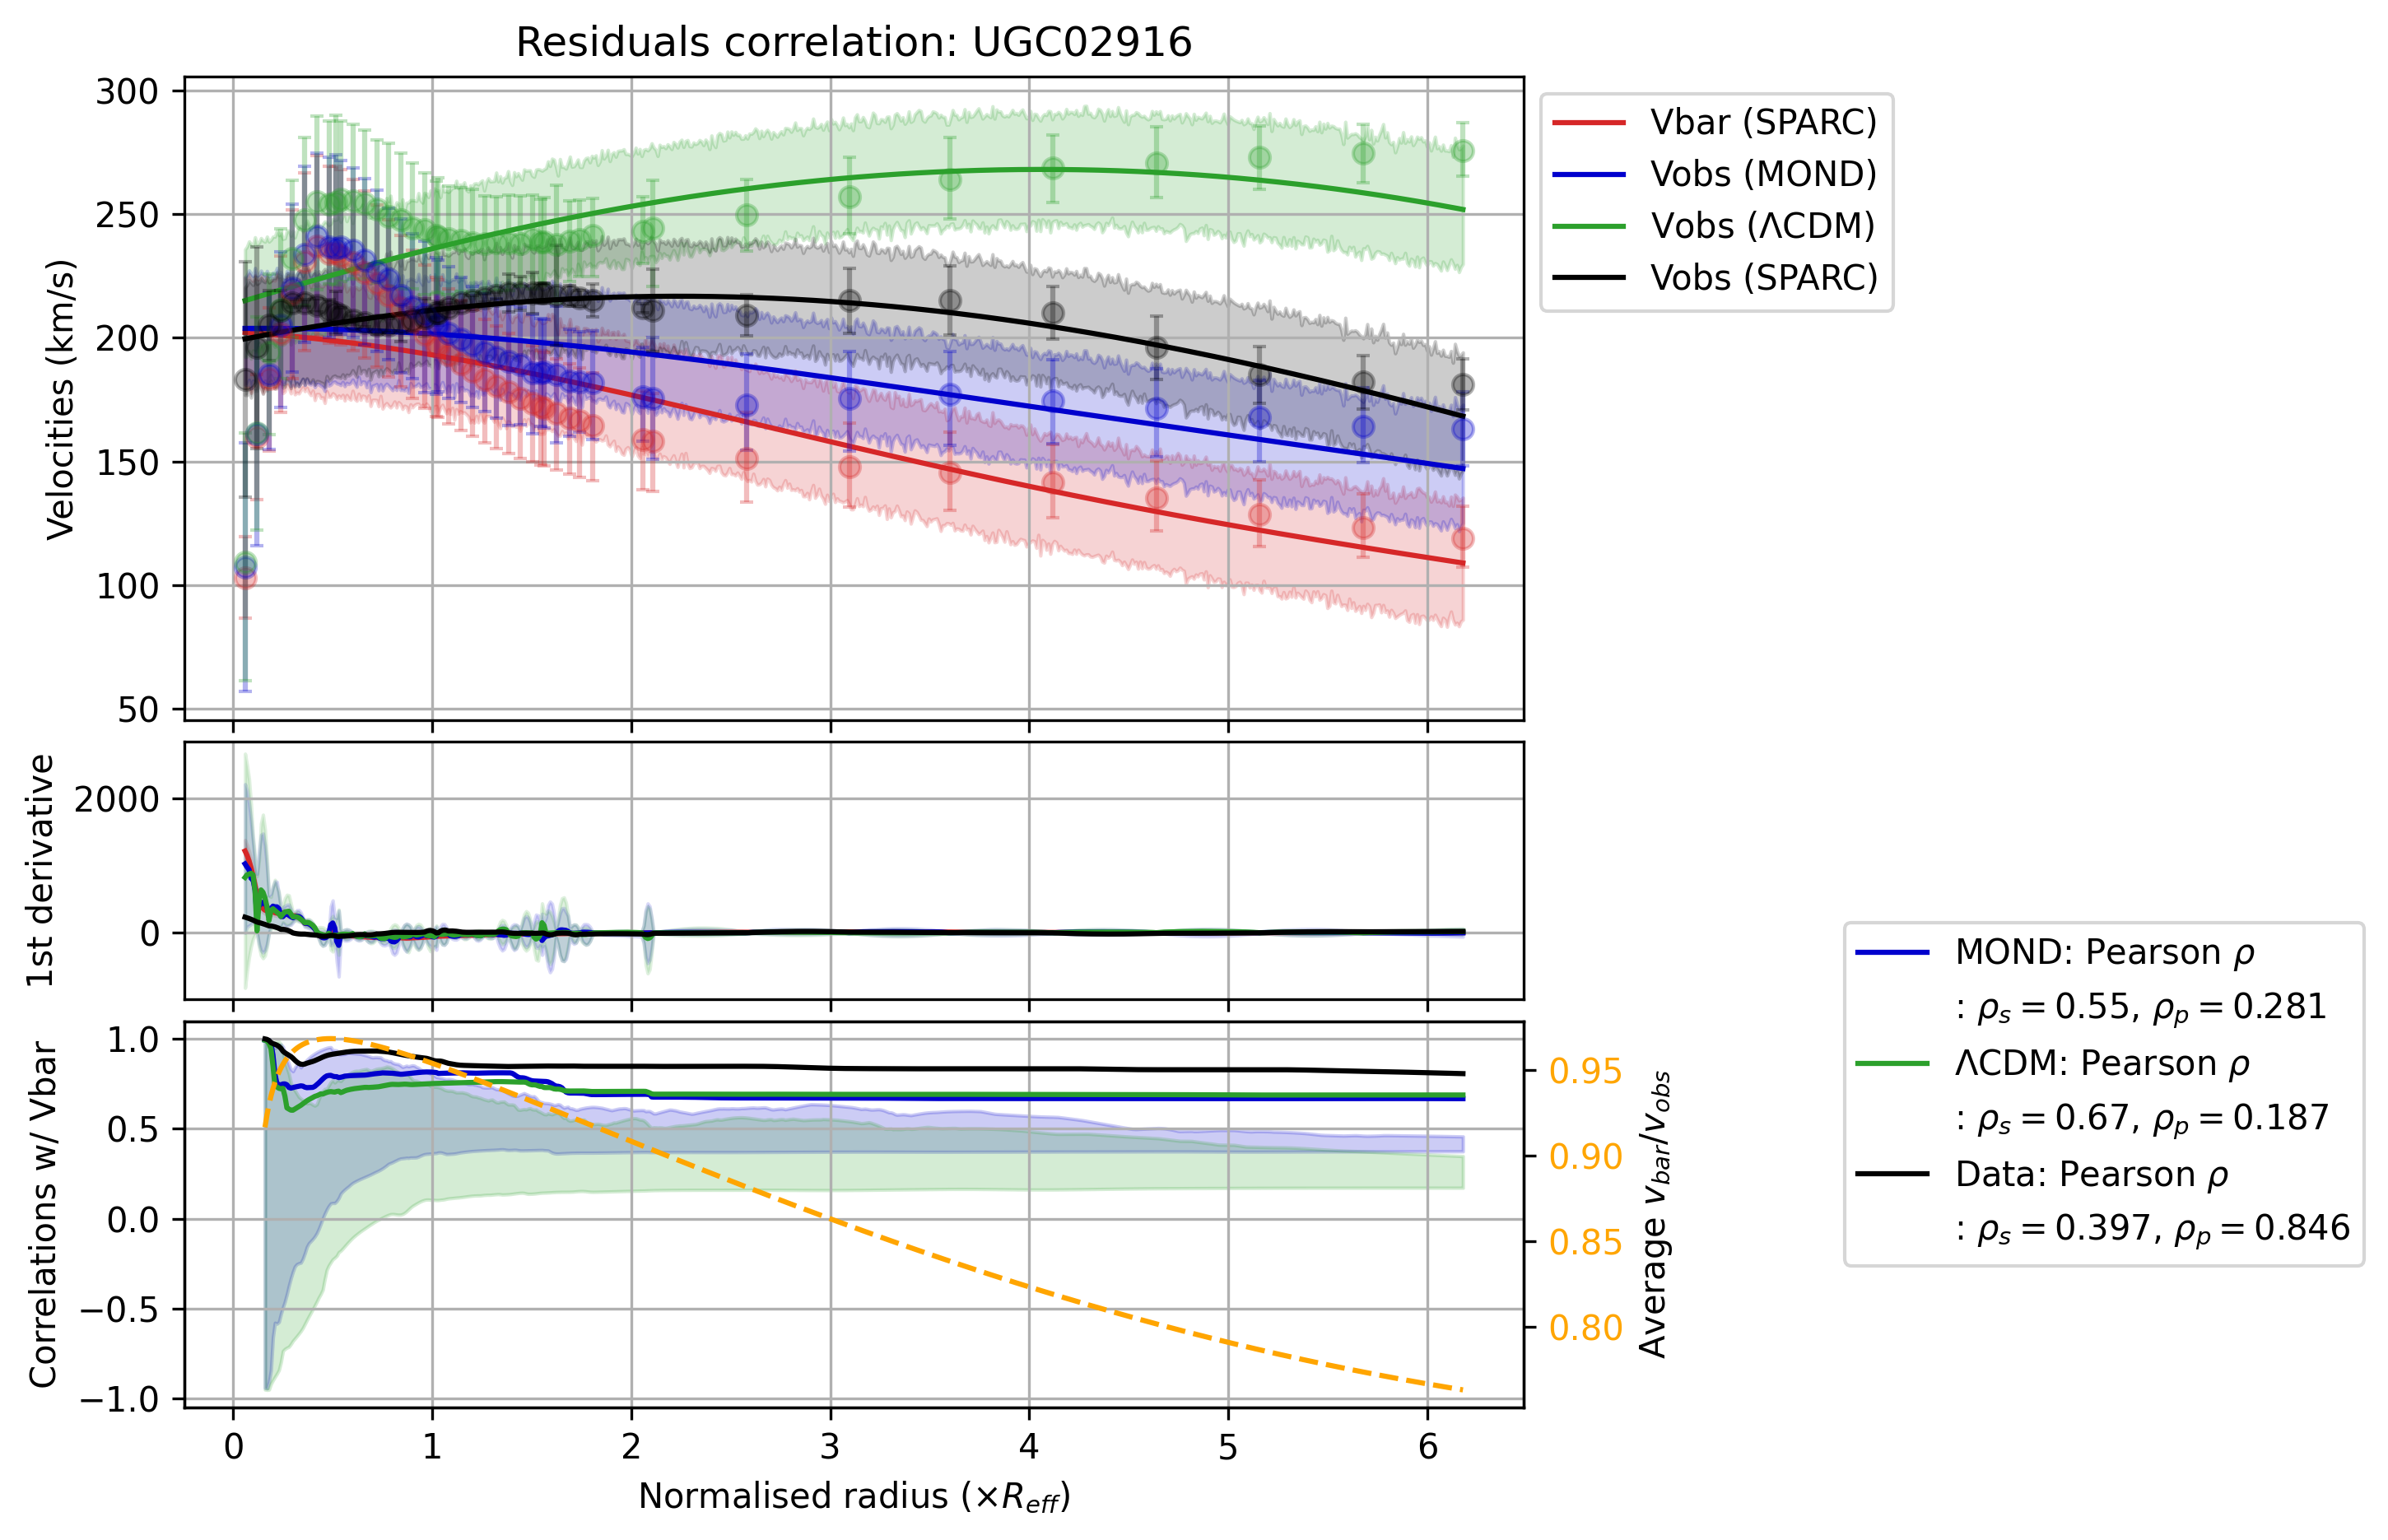 Residuals correlation: UGC02916
300
250
200
150
100
50
Velocities (km/s)
Vbar (SPARC)
Vobs (MOND)
Vobs (ΛCDM)
Vobs (SPARC)
2000
0
1st derivative
1.0
0.5
0.0
−0.5
−1.0
Correlations w/ Vbar
0.95
0.90
0.85
0.80
Average v_bar/v_obs
MOND: Pearson ρ
: ρ_s = 0.55, ρ_p = 0.281
ΛCDM: Pearson ρ
: ρ_s = 0.67, ρ_p = 0.187
Data: Pearson ρ
: ρ_s = 0.397, ρ_p = 0.846
0 1 2 3 4 5 6
Normalised radius (×R_eff)